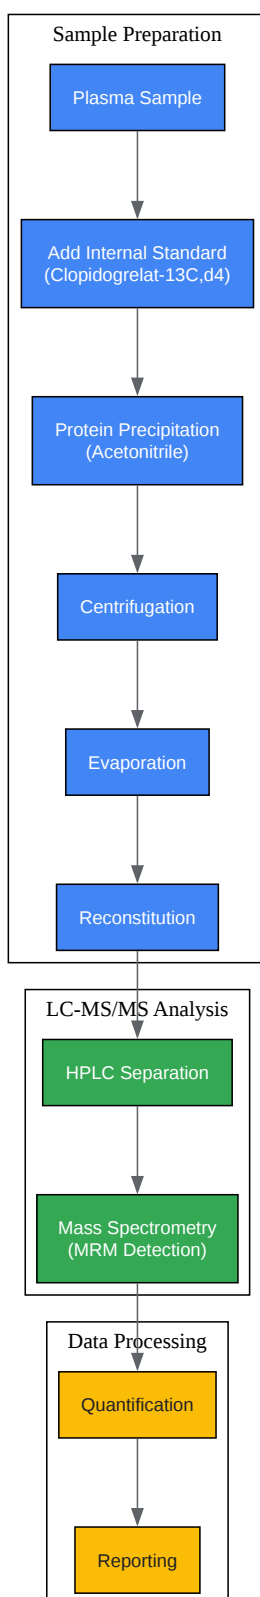 Sample Preparation
Plasma Sample
Add Internal Standard
(Clopidogrelat-13C,d4)
Protein Precipitation
(Acetonitrile)
Centrifugation
Evaporation
Reconstitution
LC-MS/MS Analysis
HPLC Separation
Mass Spectrometry
(MRM Detection)
Data Processing
Quantification
Reporting